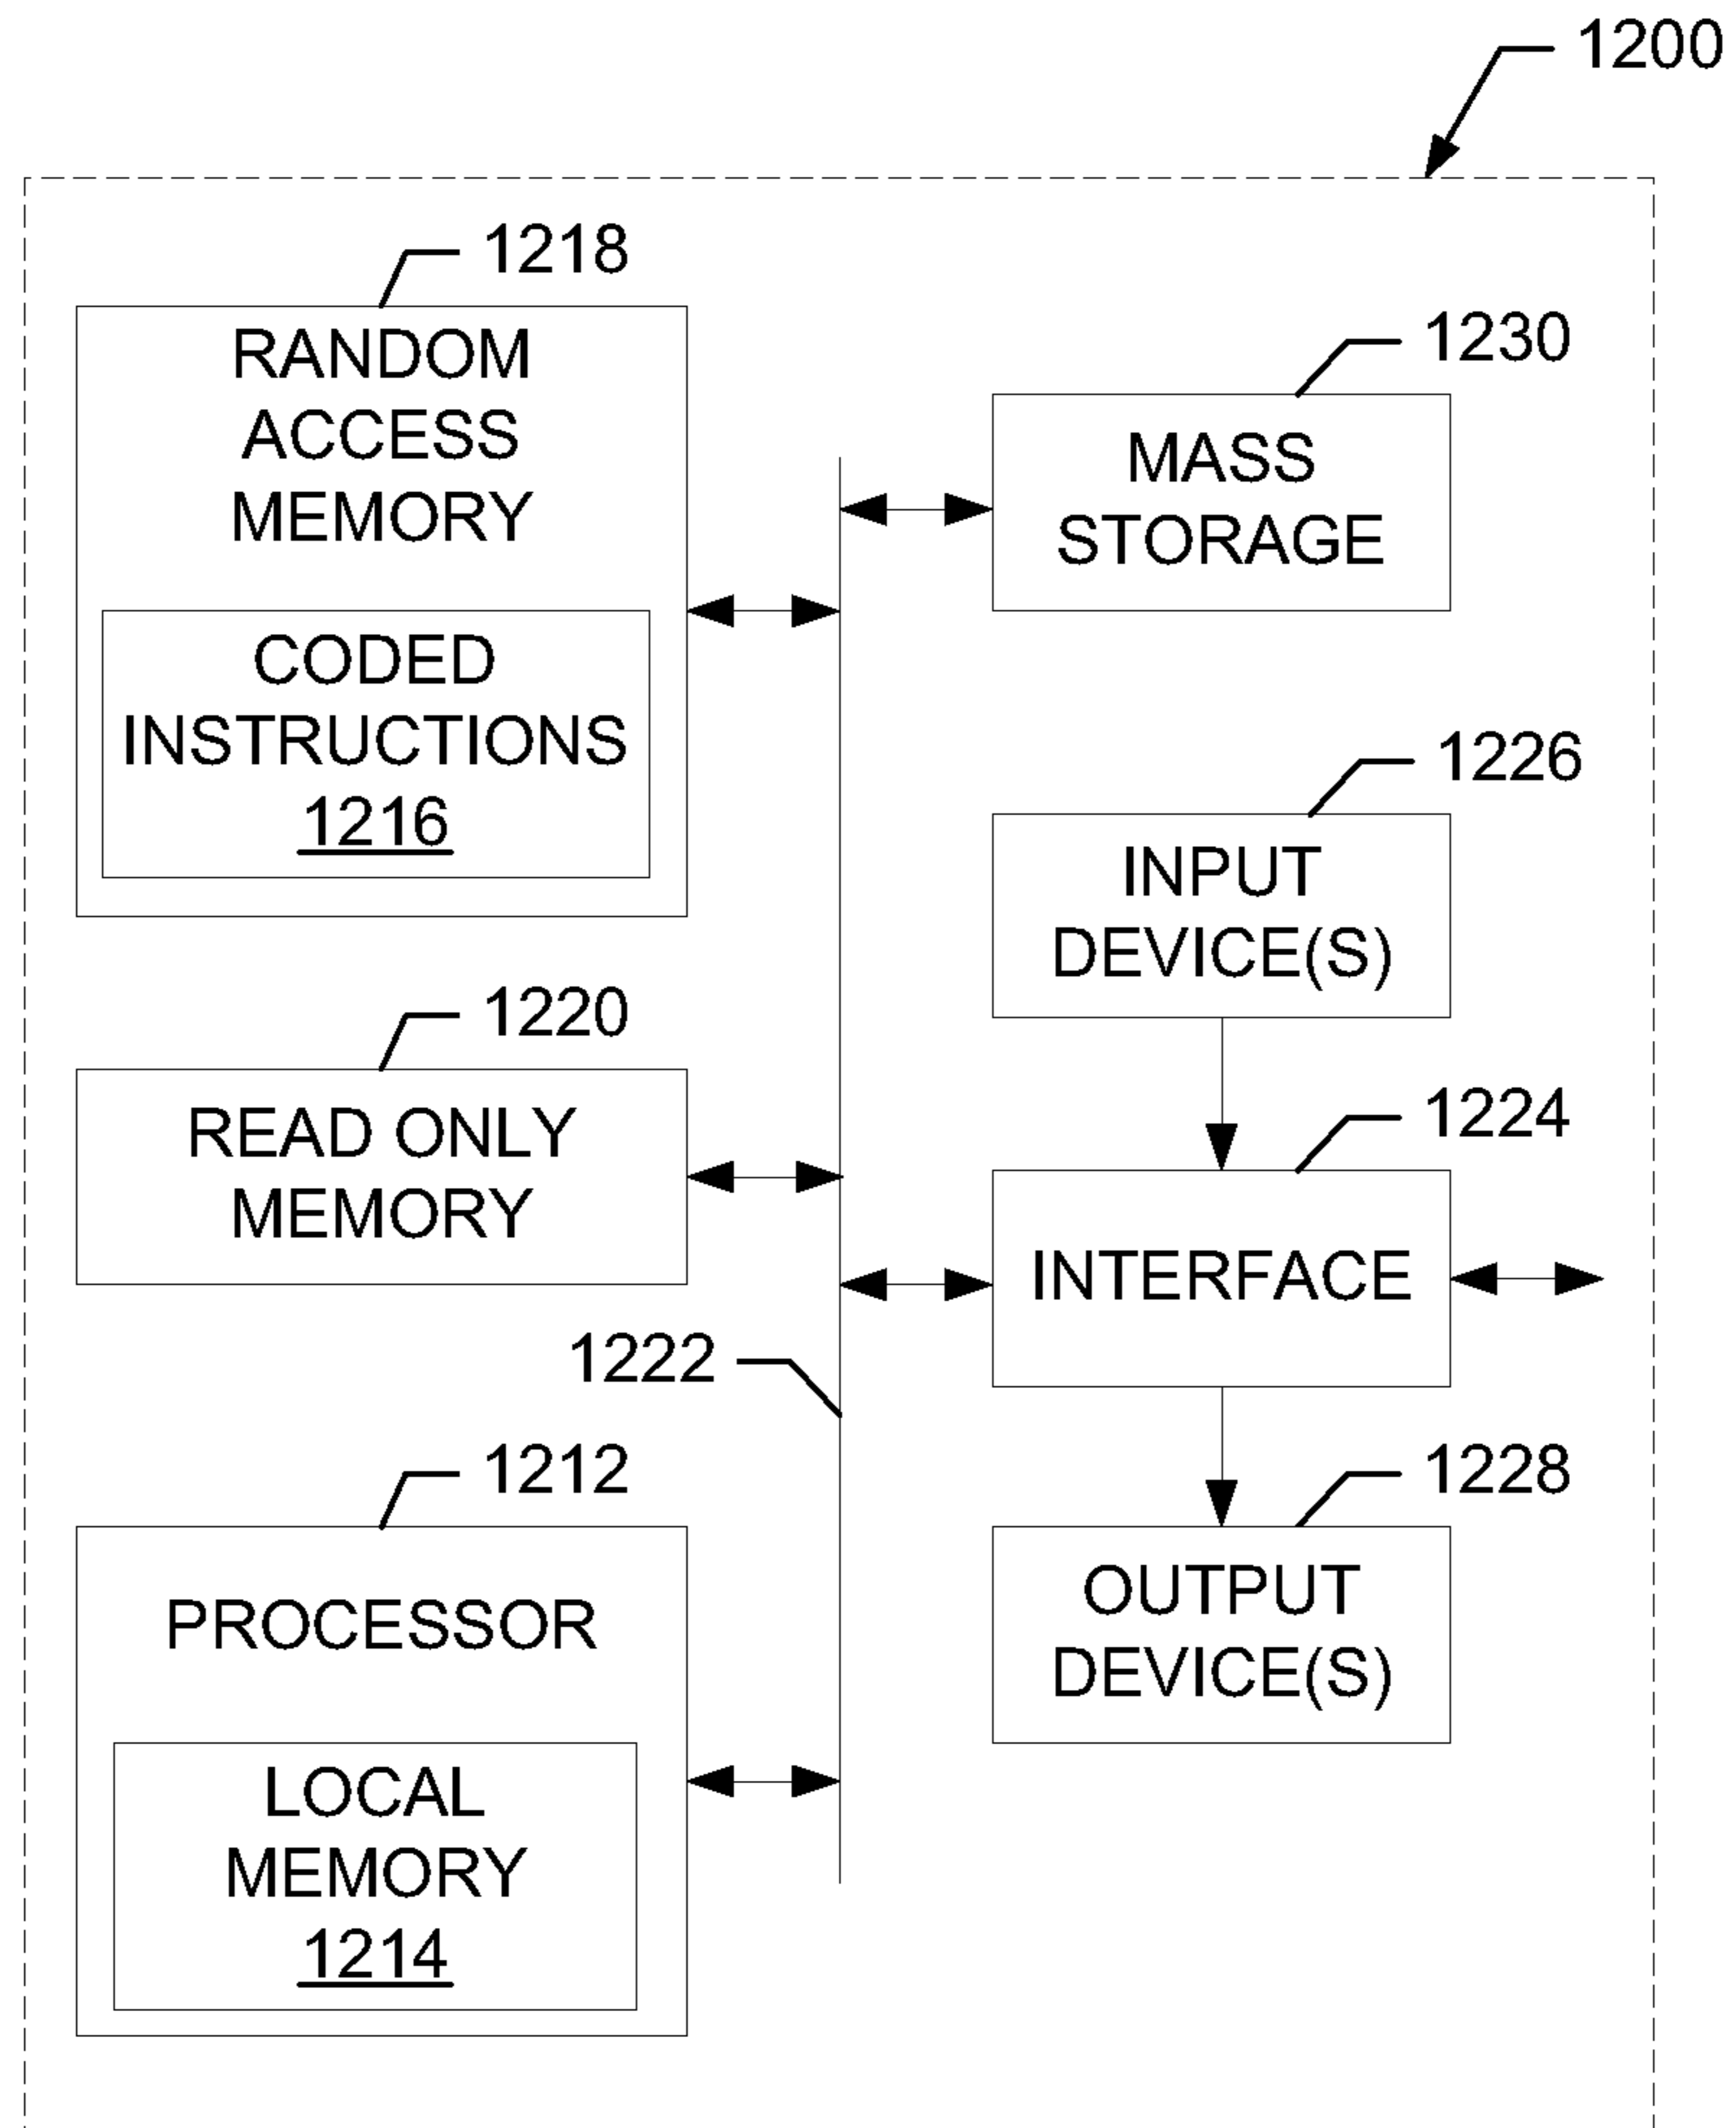 1200
1218
RANDOM
ACCESS
MEMORY
CODED
INSTRUCTIONS
1216
1230
MASS
STORAGE
1226
INPUT
DEVICE(S)
1220
READ ONLY
MEMORY
1224
INTERFACE
1222
1212
PROCESSOR
LOCAL
MEMORY
1214
1228
OUTPUT
DEVICE(S)